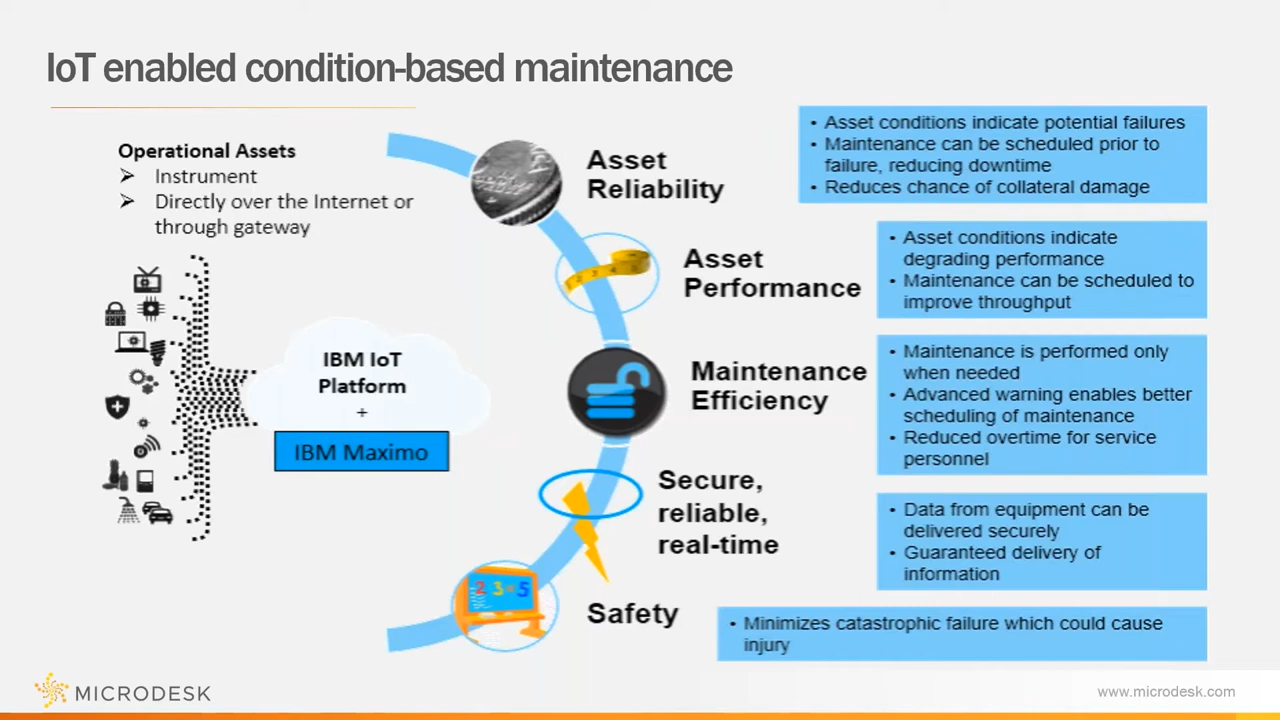 IoT enabled condition-based maintenance
Operational Assets
➢ Instrument
➢ Directly over the Internet or
through gateway
IBM IoT
Platform
+
IBM Maximo
Asset
Reliability
• Asset conditions indicate potential failures
• Maintenance can be scheduled prior to
failure, reducing downtime
• Reduces chance of collateral damage
Asset
Performance
• Asset conditions indicate
degrading performance
• Maintenance can be scheduled to
improve throughput
Maintenance
Efficiency
• Maintenance is performed only
when needed
• Advanced warning enables better
scheduling of maintenance
• Reduced overtime for service
personnel
Secure,
reliable,
real-time
• Data from equipment can be
delivered securely
• Guaranteed delivery of
information
2 3=5
Safety
• Minimizes catastrophic failure which could cause
injury
MICRODESK
www.microdesk.com